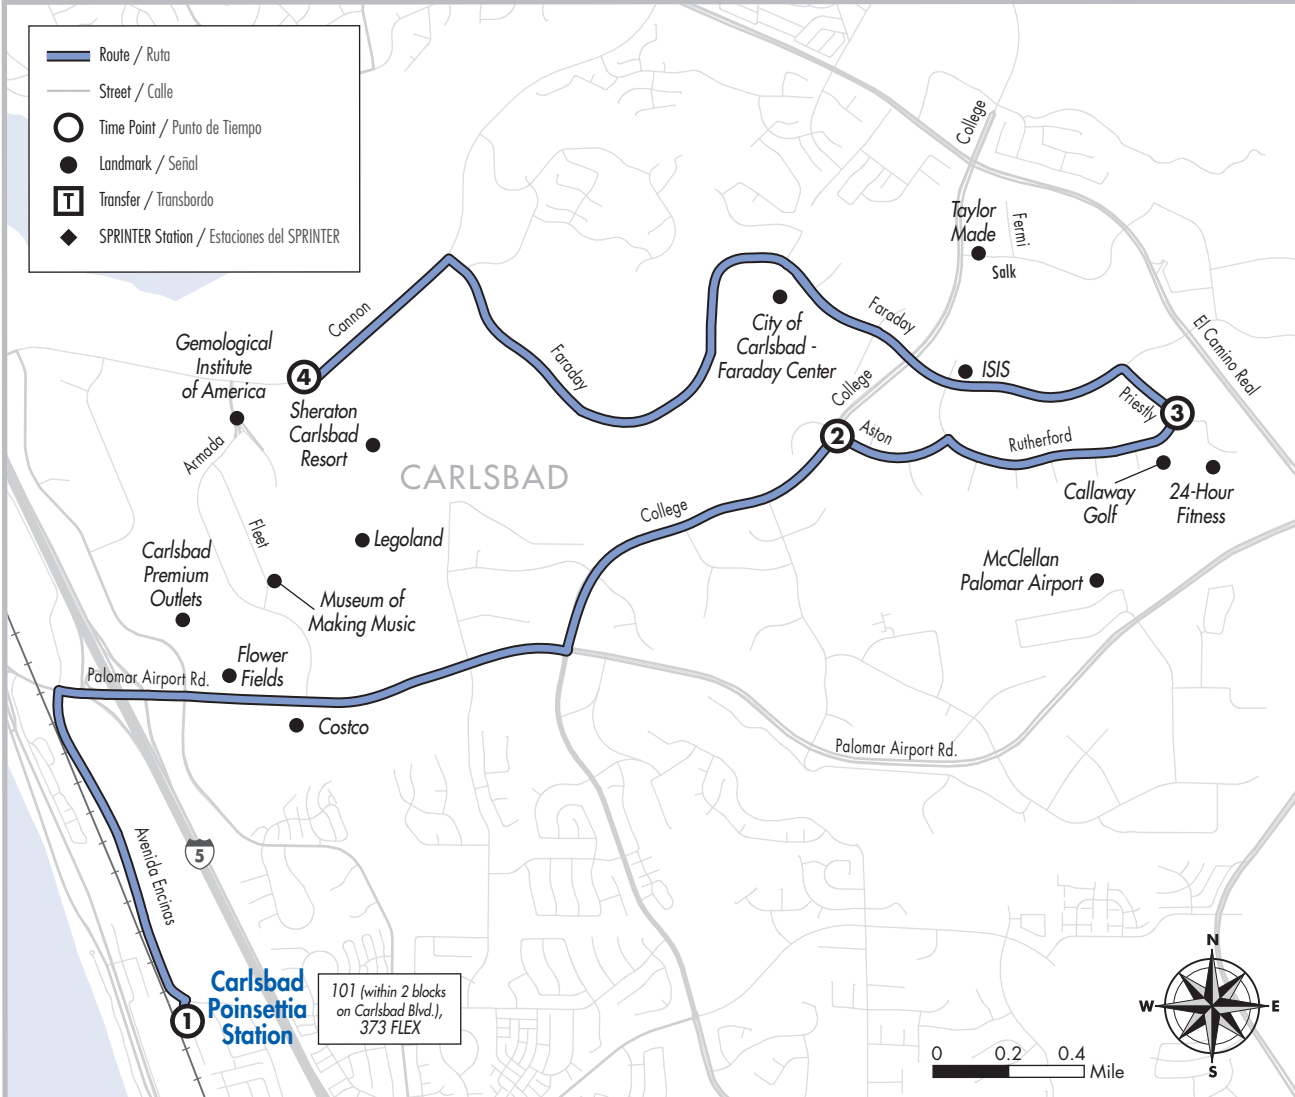 Route / Ruta
Street / Calle
Time Point / Punto de Tiempo
Landmark / Señal
T Transfer / Transbordo
SPRINTER Station / Estaciones del SPRINTER
College
Taylor
Made
Fermi
Salk
El Camino Real
Cannon
Faraday
City of
Carlsbad -
Faraday Center
Faraday
ISIS
Priestly
3
Gemological
Institute
of America
4
Sheraton
Carlsbad
Resort
Armada
College
2
Aston
Rutherford
Callaway
Golf
24-Hour
Fitness
CARLSBAD
College
Fleet
Legoland
Carlsbad
Premium
Outlets
Museum of
Making Music
McClellan
Palomar Airport
Flower
Fields
Palomar Airport Rd.
Costco
Palomar Airport Rd.
Avenida Encinas
5
Carlsbad
Poinsettia
Station
1
101 (within 2 blocks
on Carlsbad Blvd.),
373 FLEX
N
W
E
S
0 0.2 0.4
Mile